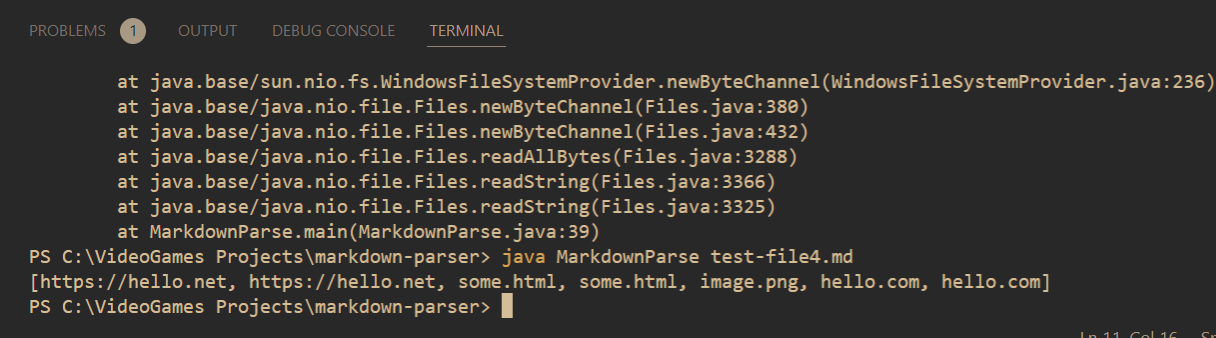 PROBLEMS 1 OUTPUT DEBUG CONSOLE TERMINAL
at java.base/sun.nio.fs.WindowsFileSystemProvider.newByteChannel(WindowsFileSystemProvider.java:236)
at java.base/java.nio.file.Files.newByteChannel(Files.java:380)
at java.base/java.nio.file.Files.newByteChannel(Files.java:432)
at java.base/java.nio.file.Files.readAllBytes(Files.java:3288)
at java.base/java.nio.file.Files.readString(Files.java:3366)
at java.base/java.nio.file.Files.readString(Files.java:3325)
at MarkdownParse.main(MarkdownParse.java:39)
PS C:\VideoGames Projects\markdown-parser> java MarkdownParse test-file4.md
[https://hello.net, https://hello.net, some.html, some.html, image.png, hello.com, hello.com]
PS C:\VideoGames Projects\markdown-parser>
Ln 11, Col 16